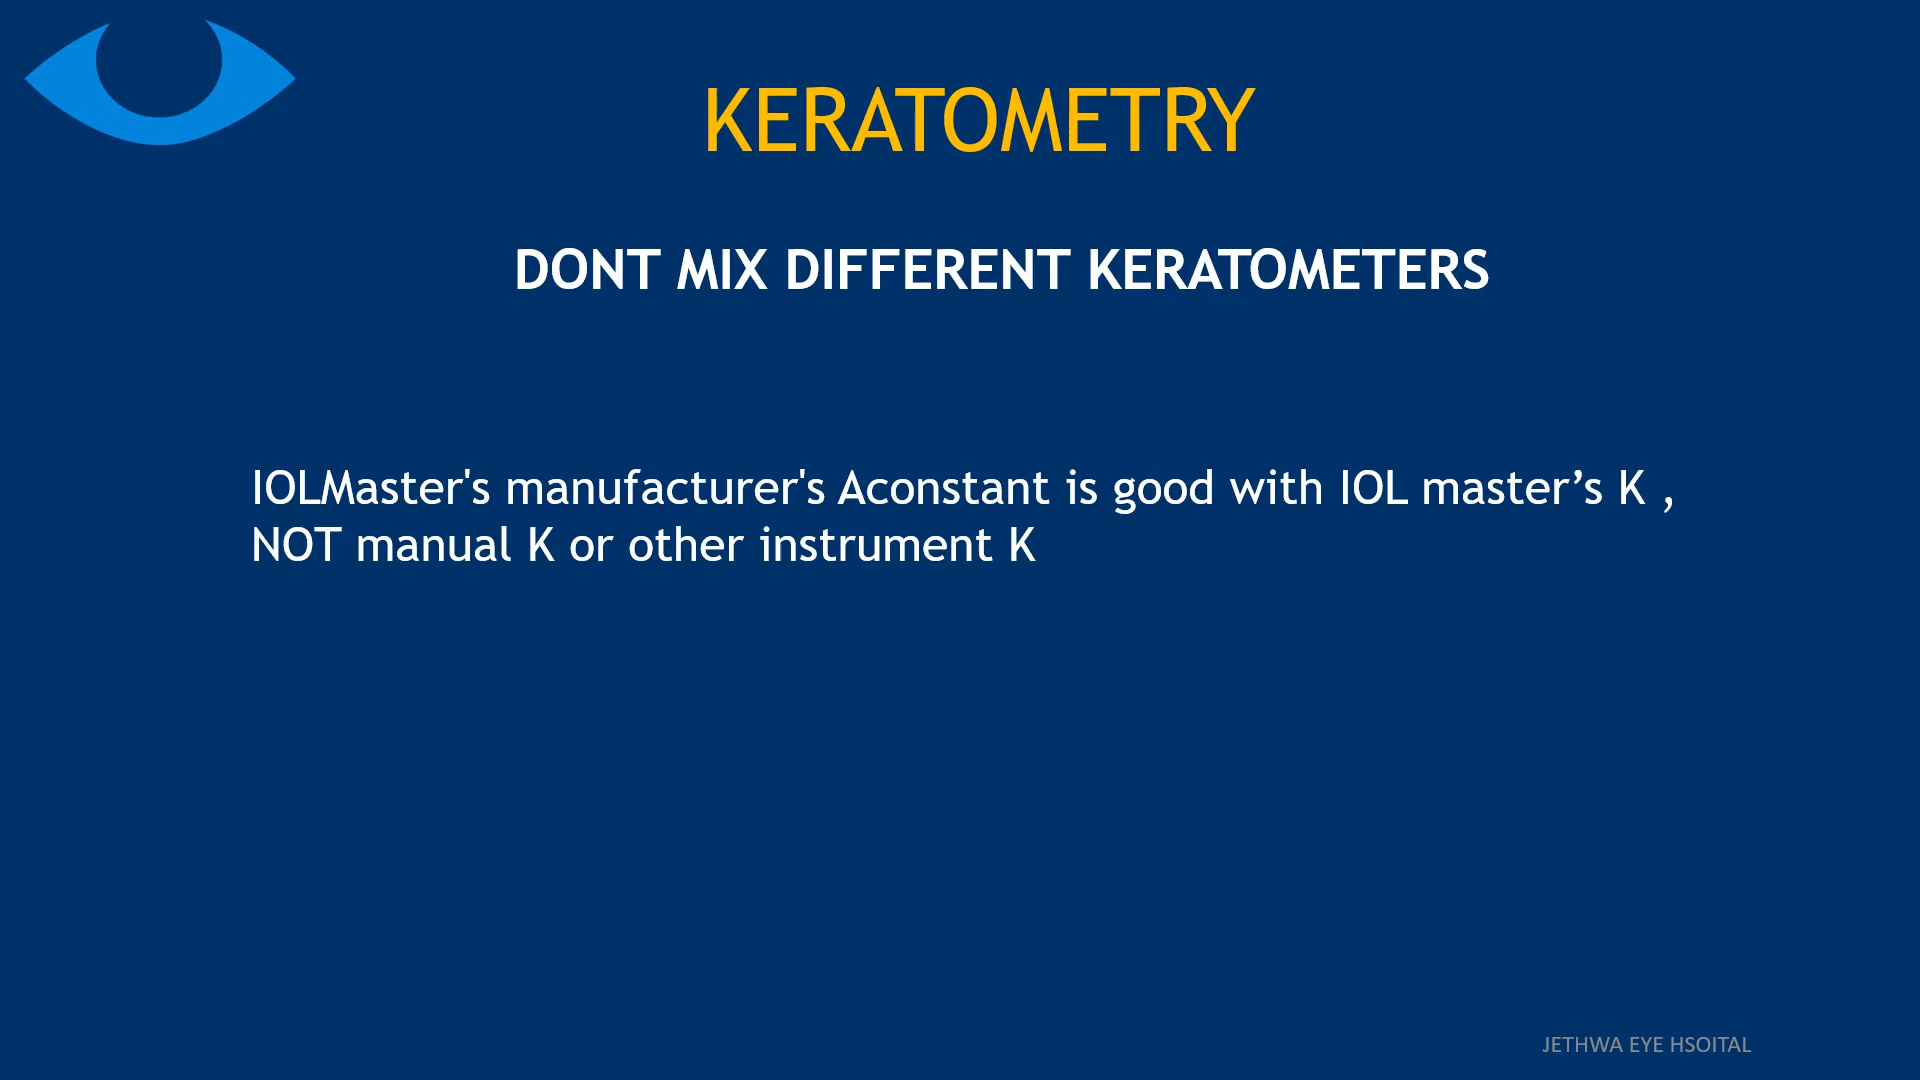 KERATOMETRY
DONT MIX DIFFERENT KERATOMETERS
IOLMaster's manufacturer's Aconstant is good with IOL master’s K ,
NOT manual K or other instrument K
JETHWA EYE HSOITAL